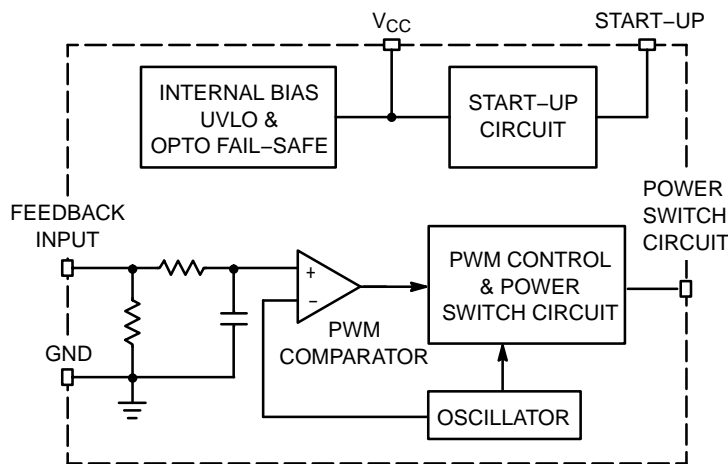 V_CC
START–UP
INTERNAL BIAS
UVLO &
OPTO FAIL–SAFE
START–UP
CIRCUIT
POWER
SWITCH
CIRCUIT
FEEDBACK
INPUT
+
–
PWM
COMPARATOR
PWM CONTROL
& POWER
SWITCH CIRCUIT
GND
OSCILLATOR